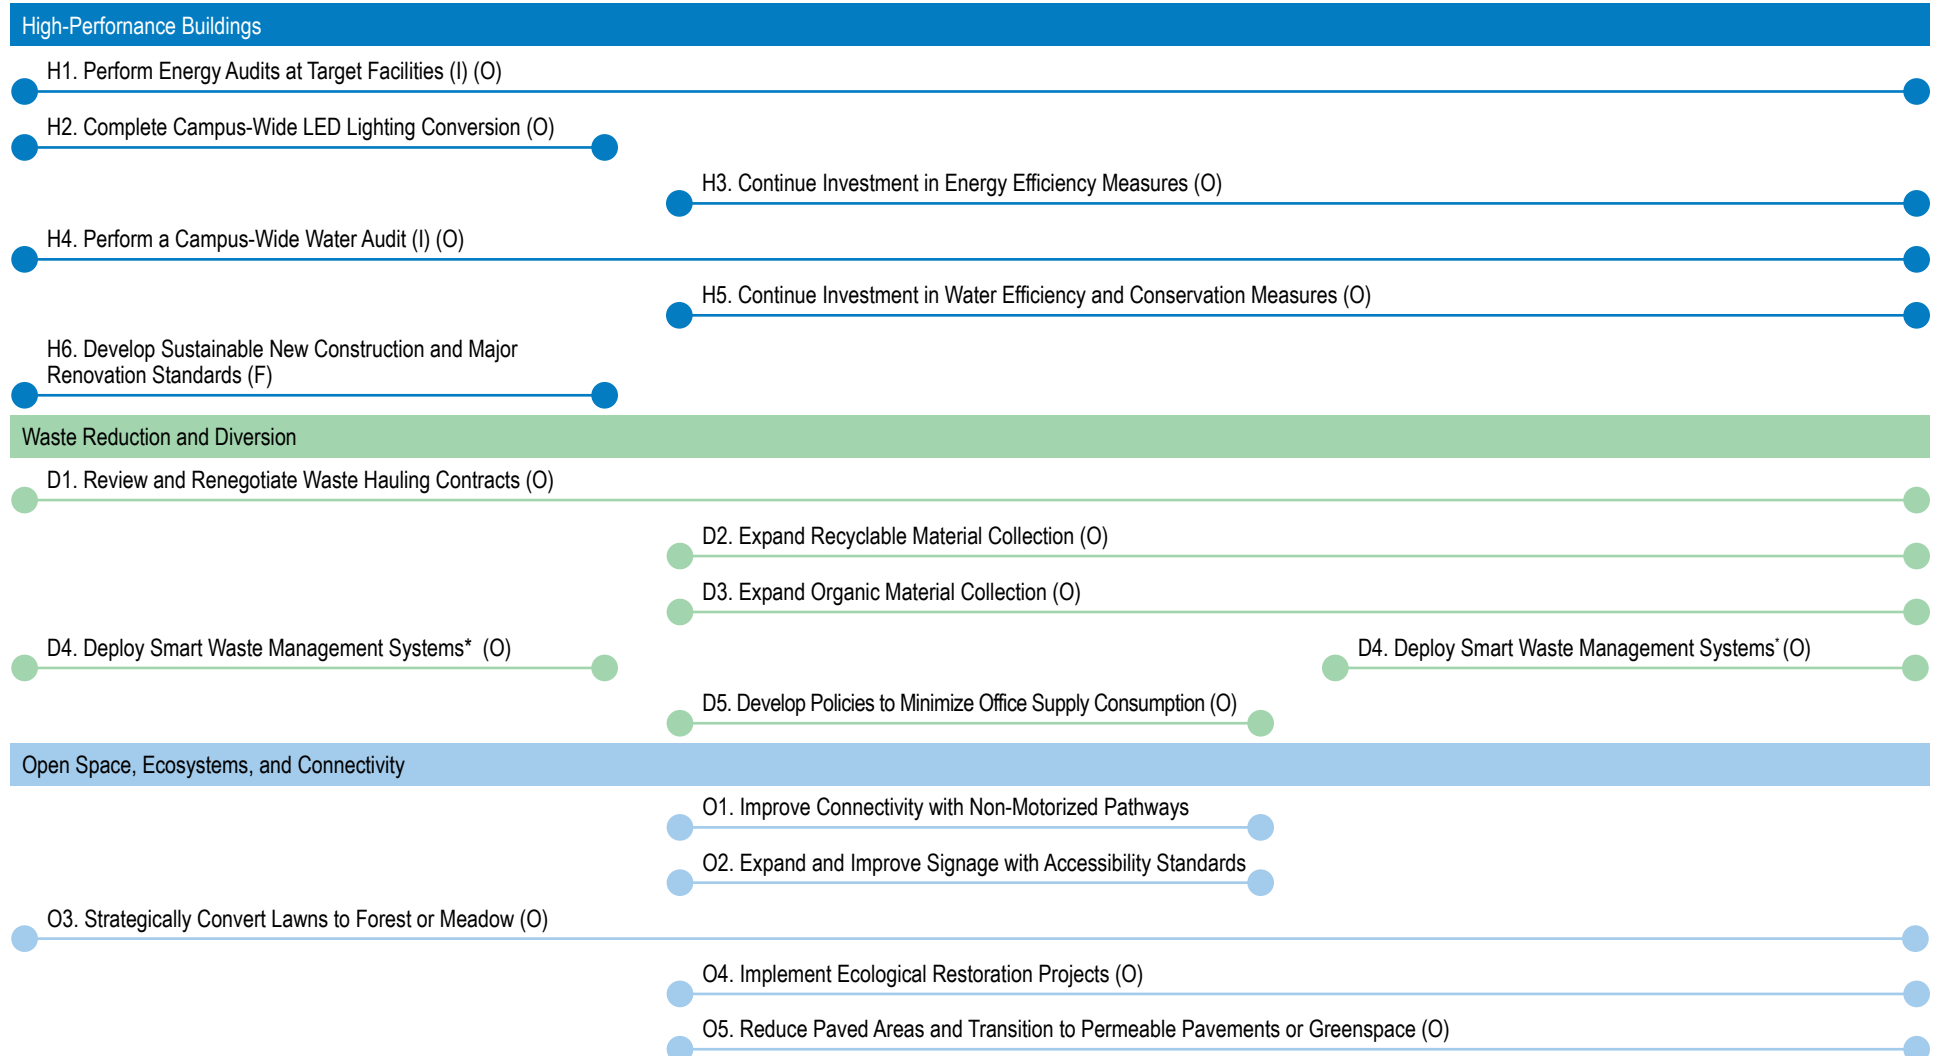 High-Perfornance Buildings
H1. Perform Energy Audits at Target Facilities (I) (O)
H2. Complete Campus-Wide LED Lighting Conversion (O)
H3. Continue Investment in Energy Efficiency Measures (O)
H4. Perform a Campus-Wide Water Audit (I) (O)
H5. Continue Investment in Water Efficiency and Conservation Measures (O)
H6. Develop Sustainable New Construction and Major
Renovation Standards (F)
Waste Reduction and Diversion
D1. Review and Renegotiate Waste Hauling Contracts (O)
D2. Expand Recyclable Material Collection (O)
D3. Expand Organic Material Collection (O)
D4. Deploy Smart Waste Management Systems* (O)
D4. Deploy Smart Waste Management Systems* (O)
D5. Develop Policies to Minimize Office Supply Consumption (O)
Open Space, Ecosystems, and Connectivity
O1. Improve Connectivity with Non-Motorized Pathways
O2. Expand and Improve Signage with Accessibility Standards
O3. Strategically Convert Lawns to Forest or Meadow (O)
O4. Implement Ecological Restoration Projects (O)
O5. Reduce Paved Areas and Transition to Permeable Pavements or Greenspace (O)